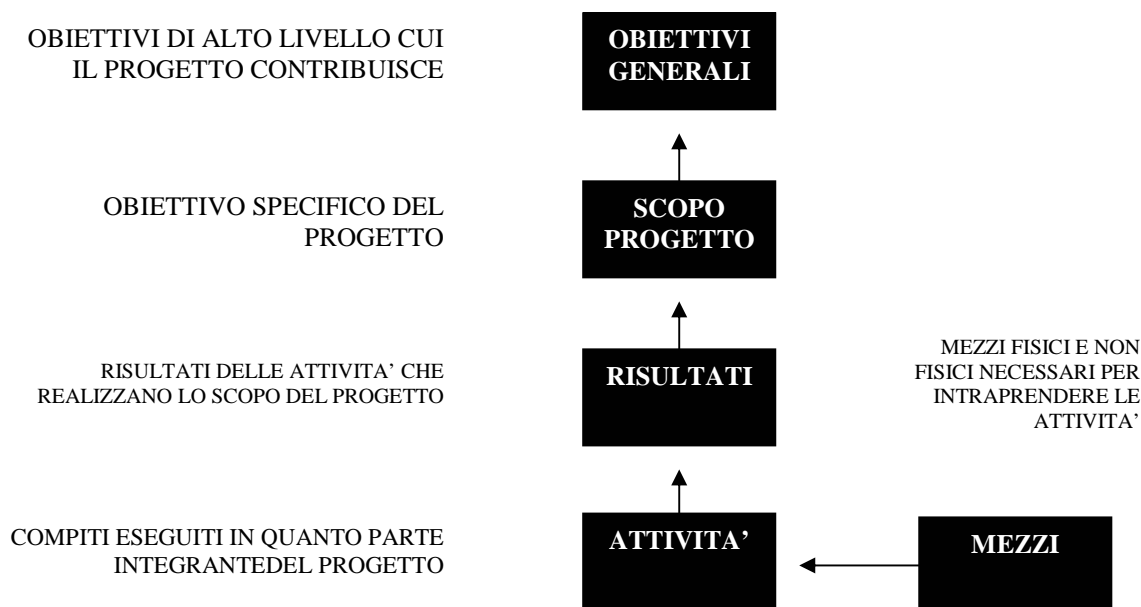 OBIETTIVI DI ALTO LIVELLO CUI
IL PROGETTO CONTRIBUISCE
OBIETTIVI
GENERALI
OBIETTIVO SPECIFICO DEL
PROGETTO
SCOPO
PROGETTO
RISULTATI DELLE ATTIVITA’ CHE
REALIZZANO LO SCOPO DEL PROGETTO
RISULTATI
MEZZI FISICI E NON
FISICI NECESSARI PER
INTRAPRENDERE LE
ATTIVITA’
COMPITI ESEGUITI IN QUANTO PARTE
INTEGRANTEDEL PROGETTO
ATTIVITA’
MEZZI